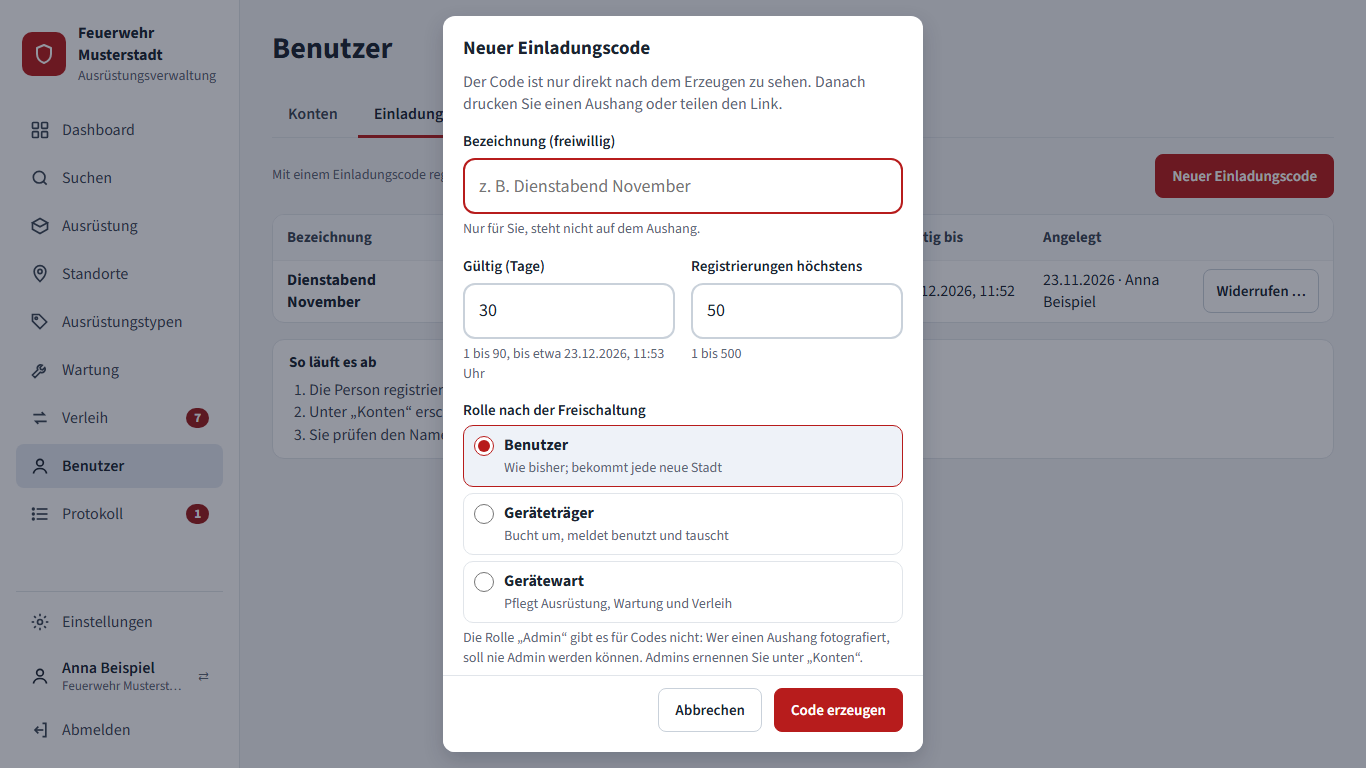 Feuerwehr
Musterstadt
Ausrüstungsverwaltung
Dashboard
Suchen
Ausrüstung
Standorte
Ausrüstungstypen
Wartung
Verleih 7
Benutzer
Protokoll 1
Einstellungen
Anna Beispiel
Feuerwehr Musterst…
Abmelden
Benutzer
Konten
Einladung
Mit einem Einladungscode
Neuer Einladungscode
Bezeichnung
tig bis
Angelegt
Dienstabend
November
12.2026, 11:52
23.11.2026 · Anna
Beispiel
Widerrufen …
So läuft es ab
1. Die Person registrier
2. Unter „Konten“ ersc
3. Sie prüfen den Name
Neuer Einladungscode
Der Code ist nur direkt nach dem Erzeugen zu sehen. Danach
drucken Sie einen Aushang oder teilen den Link.
Bezeichnung (freiwillig)
z. B. Dienstabend November
Nur für Sie, steht nicht auf dem Aushang.
Gültig (Tage)
30
1 bis 90, bis etwa 23.12.2026, 11:53
Uhr
Registrierungen höchstens
50
1 bis 500
Rolle nach der Freischaltung
Benutzer
Wie bisher; bekommt jede neue Stadt
Geräteträger
Bucht um, meldet benutzt und tauscht
Gerätewart
Pflegt Ausrüstung, Wartung und Verleih
Die Rolle „Admin“ gibt es für Codes nicht: Wer einen Aushang fotografiert,
soll nie Admin werden können. Admins ernennen Sie unter „Konten“.
Abbrechen
Code erzeugen